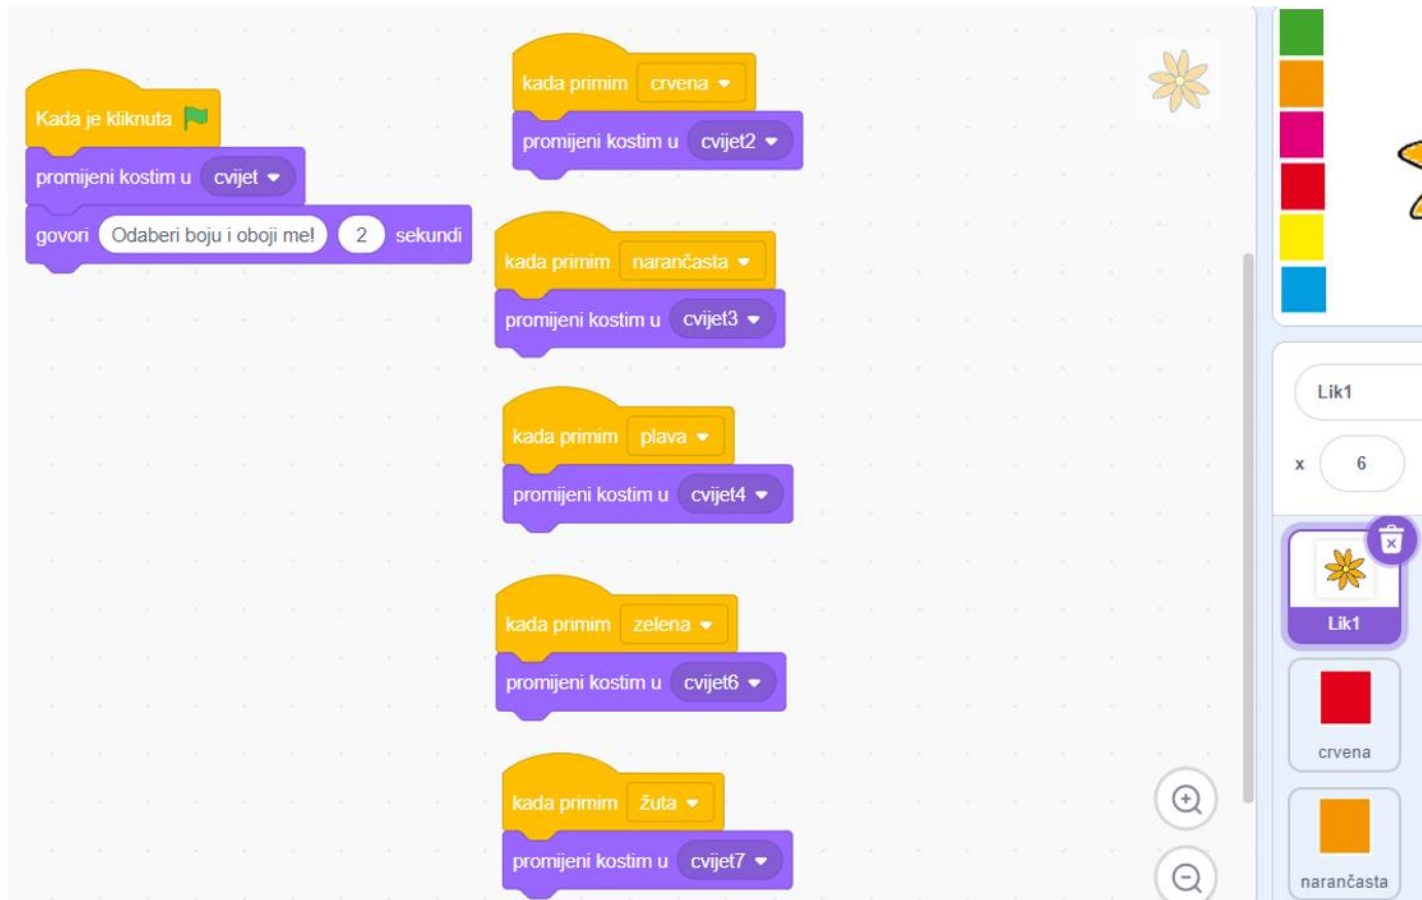 Kada je kliknuta
promijeni kostim u cvijet
govori Odaberi boju i oboji me! 2 sekundi
kada primim crvena
promijeni kostim u cvijet2
kada primim narančasta
promijeni kostim u cvijet3
kada primim plava
promijeni kostim u cvijet4
kada primim zelena
promijeni kostim u cvijet6
kada primim žuta
promijeni kostim u cvijet7
Lik1
x 6
Lik1
crvena
narančasta